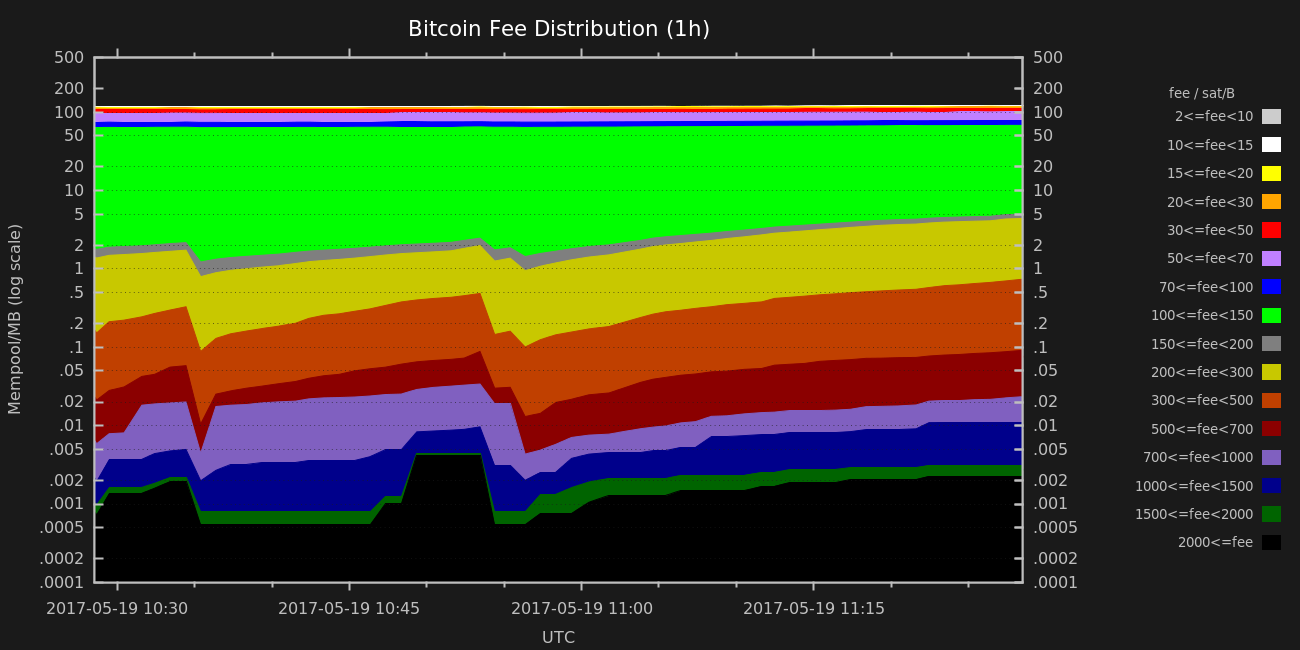 Bitcoin Fee Distribution (1h)
Mempool/MB (log scale)
500
200
100
50
20
10
5
2
1
.5
.2
.1
.05
.02
.01
.005
.002
.001
.0005
.0002
.0001
500
200
100
50
20
10
5
2
1
.5
.2
.1
.05
.02
.01
.005
.002
.001
.0005
.0002
.0001
fee / sat/B
2<=fee<10
10<=fee<15
15<=fee<20
20<=fee<30
30<=fee<50
50<=fee<70
70<=fee<100
100<=fee<150
150<=fee<200
200<=fee<300
300<=fee<500
500<=fee<700
700<=fee<1000
1000<=fee<1500
1500<=fee<2000
2000<=fee
2017-05-19 10:30 2017-05-19 10:45 2017-05-19 11:00 2017-05-19 11:15
UTC